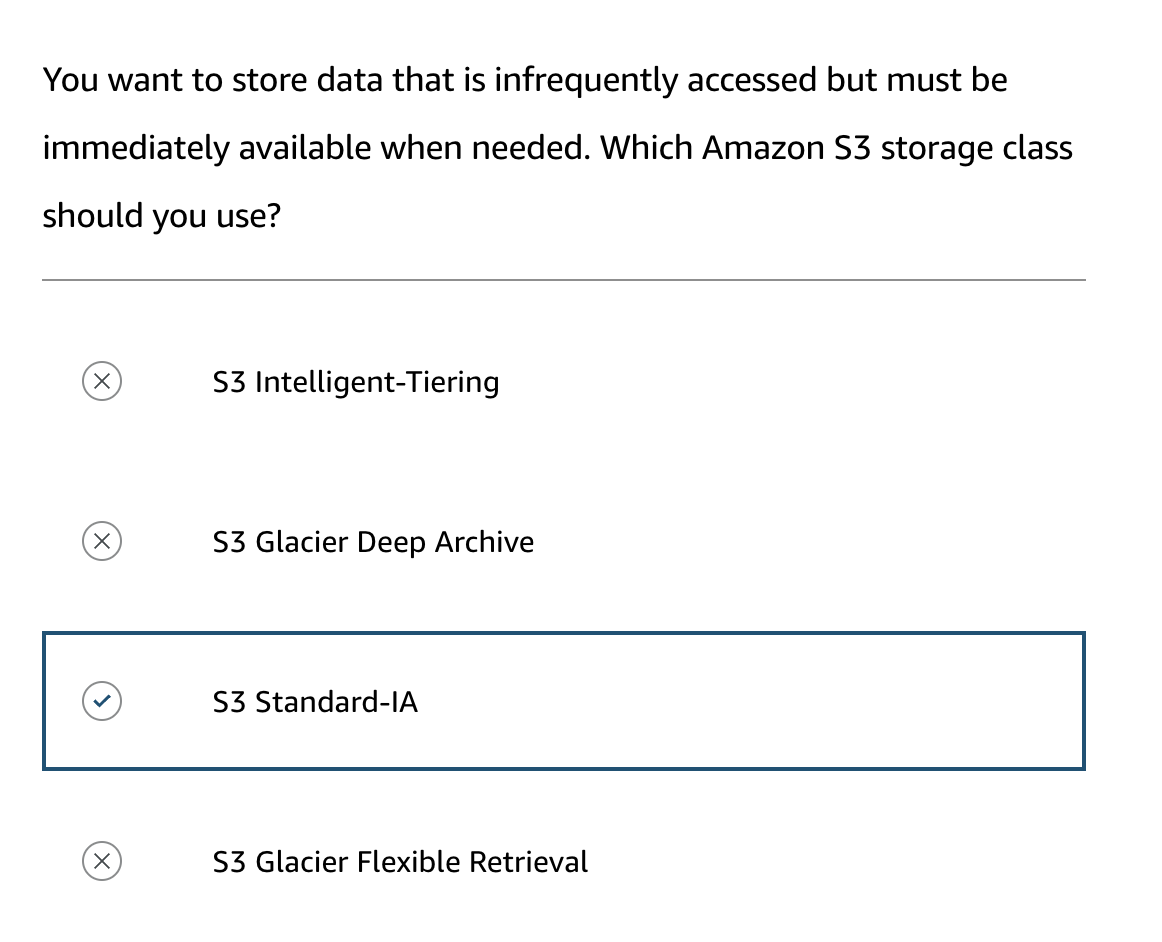 You want to store data that is infrequently accessed but must be
immediately available when needed. Which Amazon S3 storage class
should you use?
S3 Intelligent-Tiering
S3 Glacier Deep Archive
S3 Standard-IA
S3 Glacier Flexible Retrieval